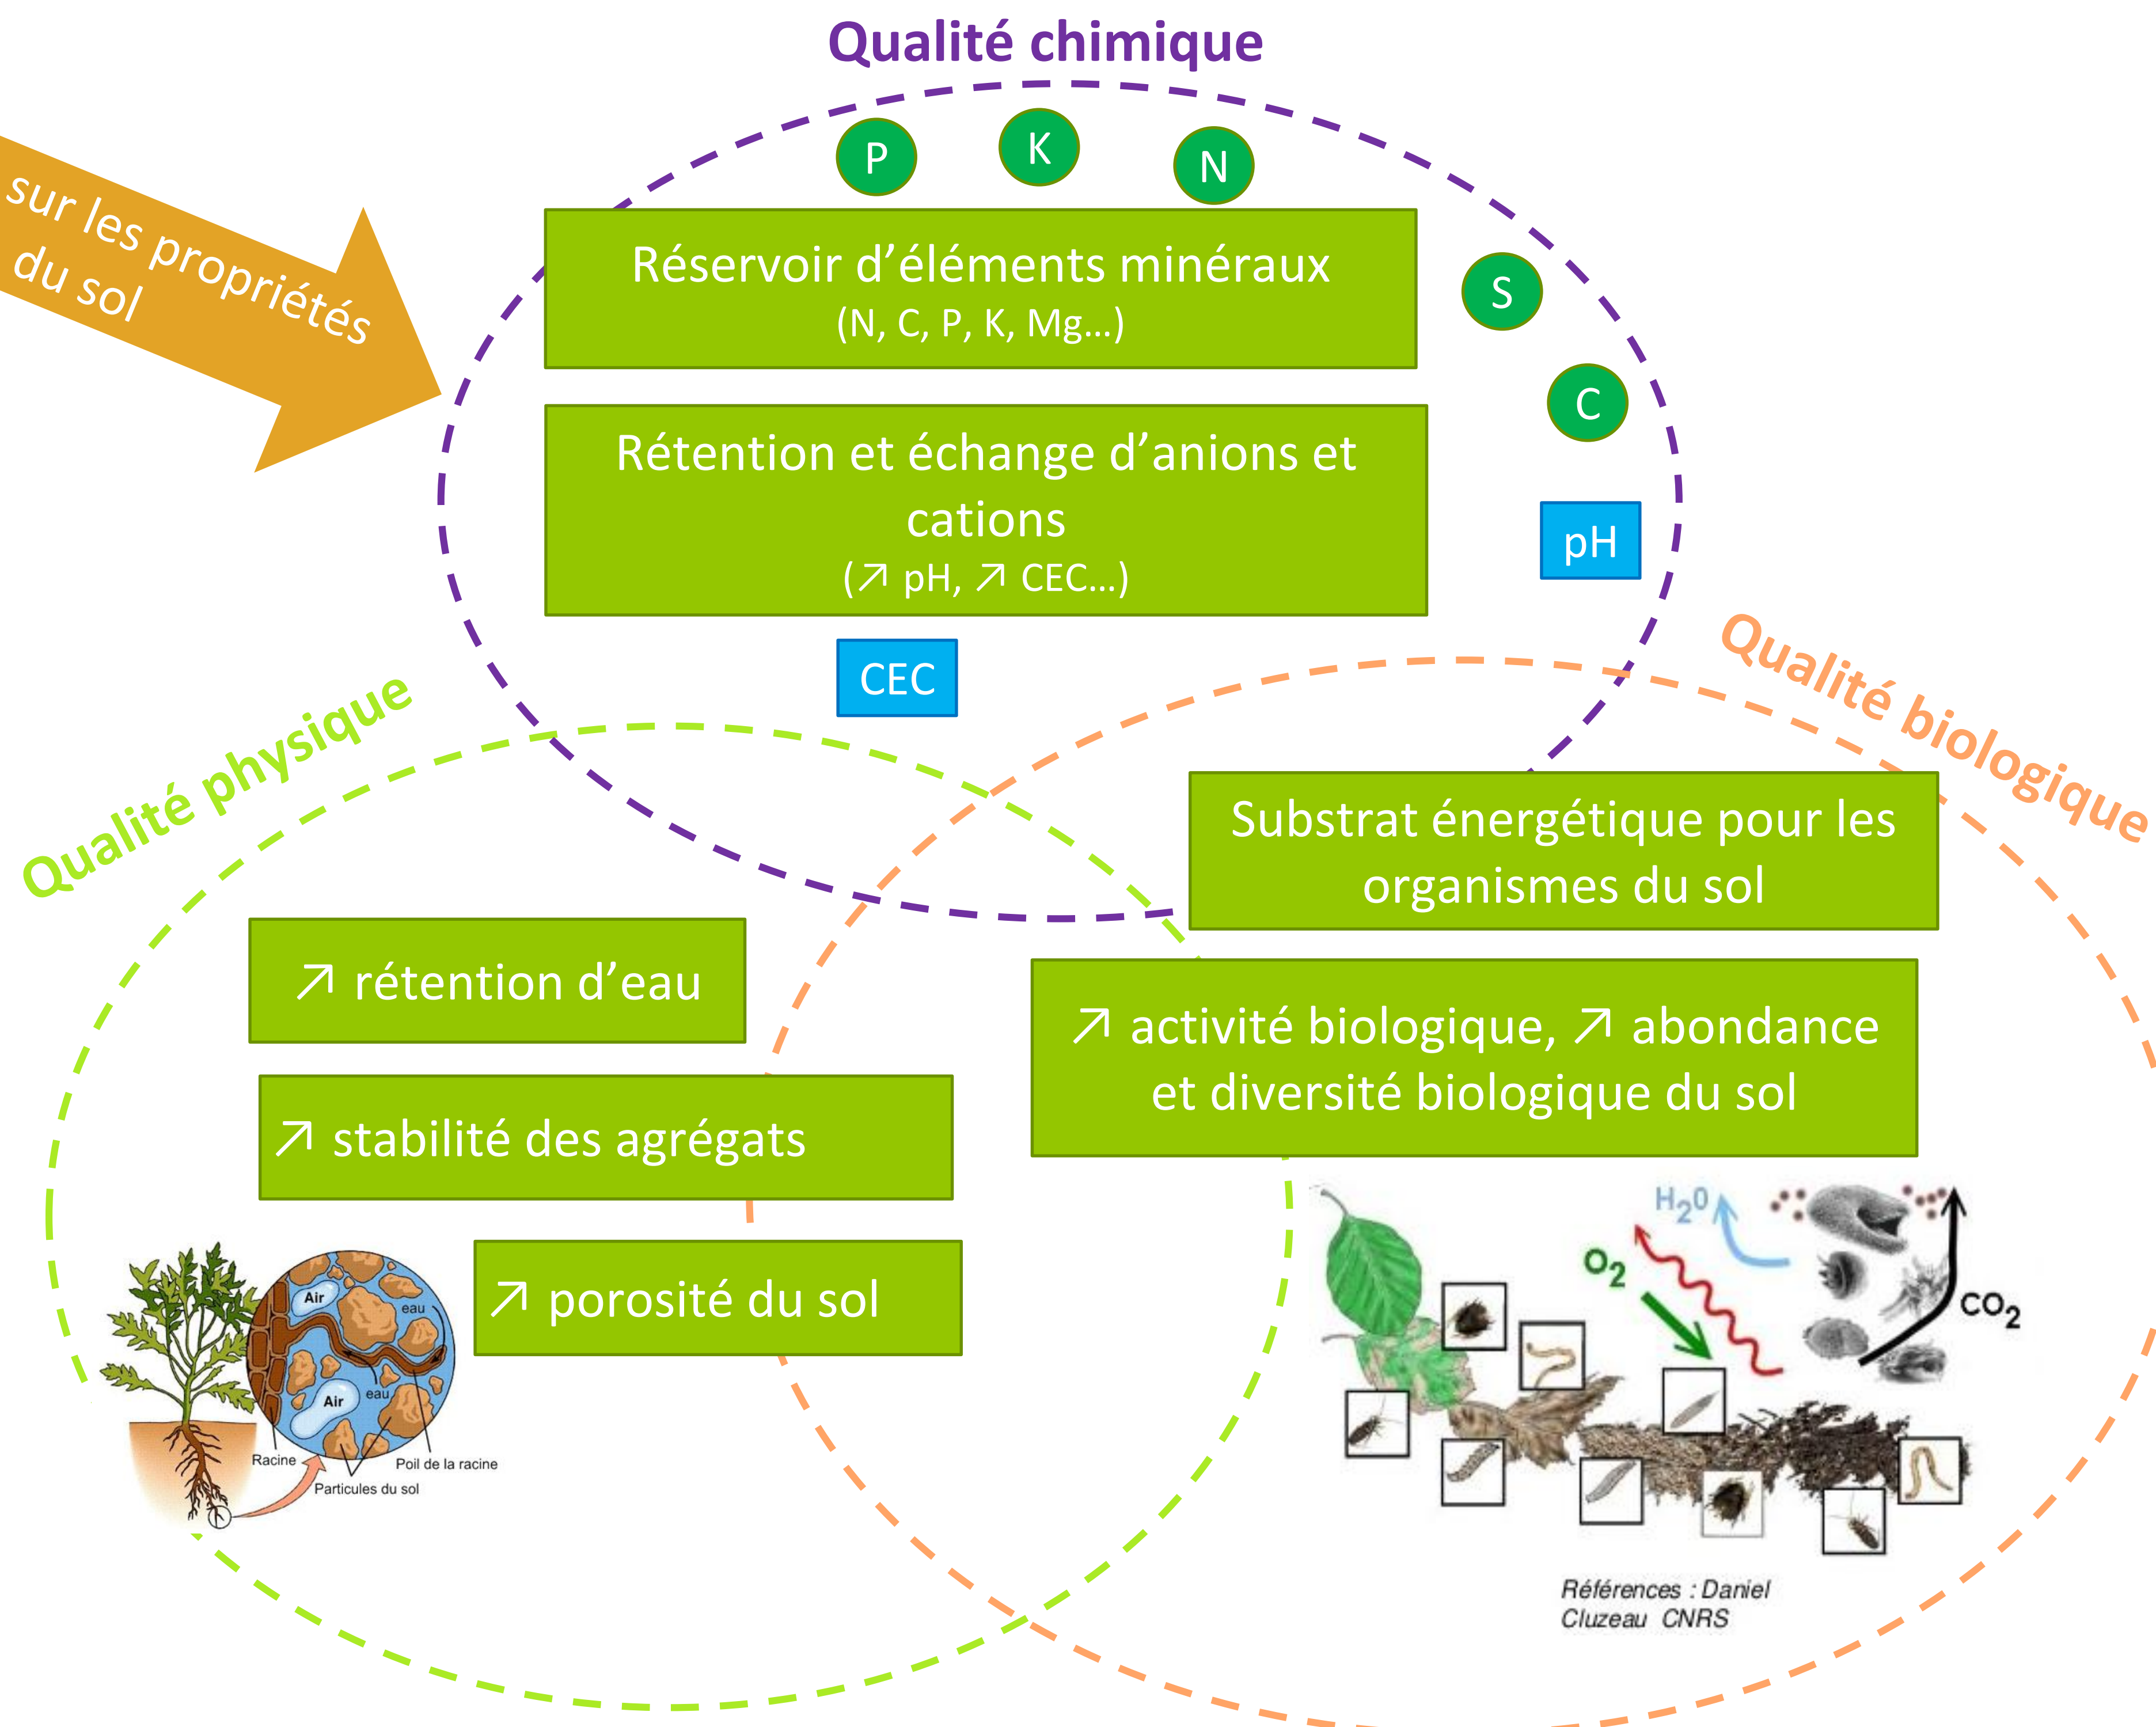 Qualité chimique
P
K
N
sur les propriétés
du sol
Réservoir d’éléments minéraux
(N, C, P, K, Mg…)
S
C
Rétention et échange d’anions et
cations
(↗ pH, ↗ CEC…)
pH
CEC
Qualité physique
Qualité biologique
Substrat énergétique pour les
organismes du sol
↗ rétention d’eau
↗ activité biologique, ↗ abondance
et diversité biologique du sol
↗ stabilité des agrégats
↗ porosité du sol
Air
eau
eau
Air
Racine
Poil de la racine
Particules du sol
H20
O2
CO2
Références : Daniel
Cluzeau CNRS